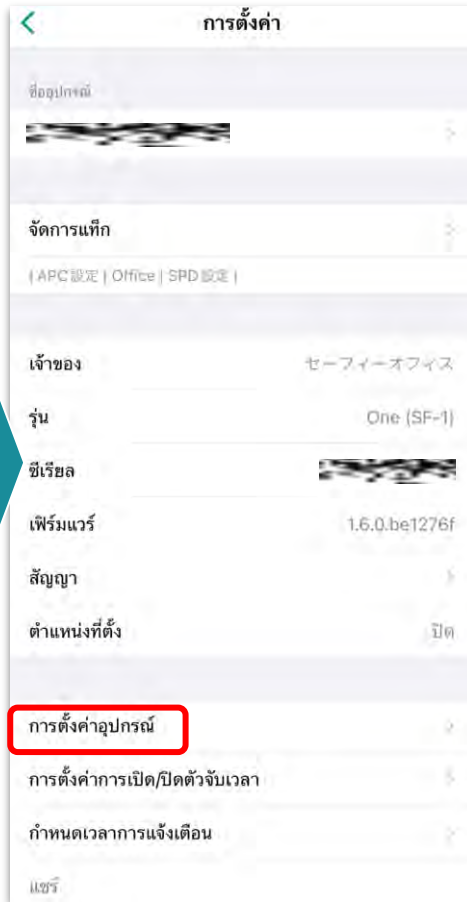 การตั้งค่า
ชื่ออุปกรณ์
จัดการแท็ก
| APC設定 | Office | SPD設定 |
เจ้าของ セーフィーオフィス
รุ่น One (SF-1)
ซีเรียล
เฟิร์มแวร์ 1.6.0.be1276f
สัญญา
ตำแหน่งที่ตั้ง ปิด
การตั้งค่าอุปกรณ์
การตั้งค่าการเปิด/ปิดตัวจับเวลา
กำหนดเวลาการแจ้งเตือน
แชร์